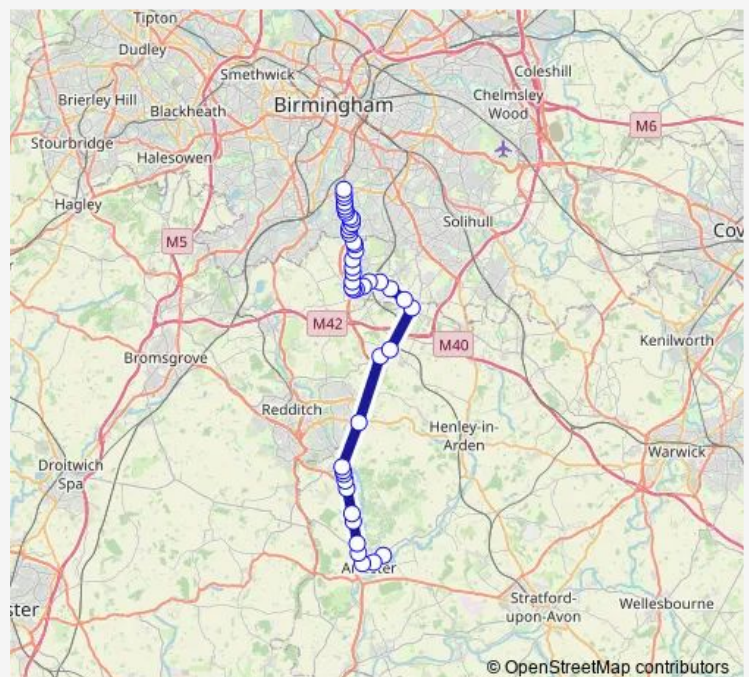 Tipton
Dudley
Coleshill
Smethwick
Chelmsley
Wood
Brierley Hill
Birmingham
Blackheath
M6
Stourbridge
Halesowen
Hagley
Solihull
M5
Cov
M42
M40
Kenilworth
Bromsgrove
Redditch
Henley-in-
Arden
Warwick
Droitwich
Spa
ster
Stratford-
upon-Avon
Wellesbourne
© OpenStreetMap contributors